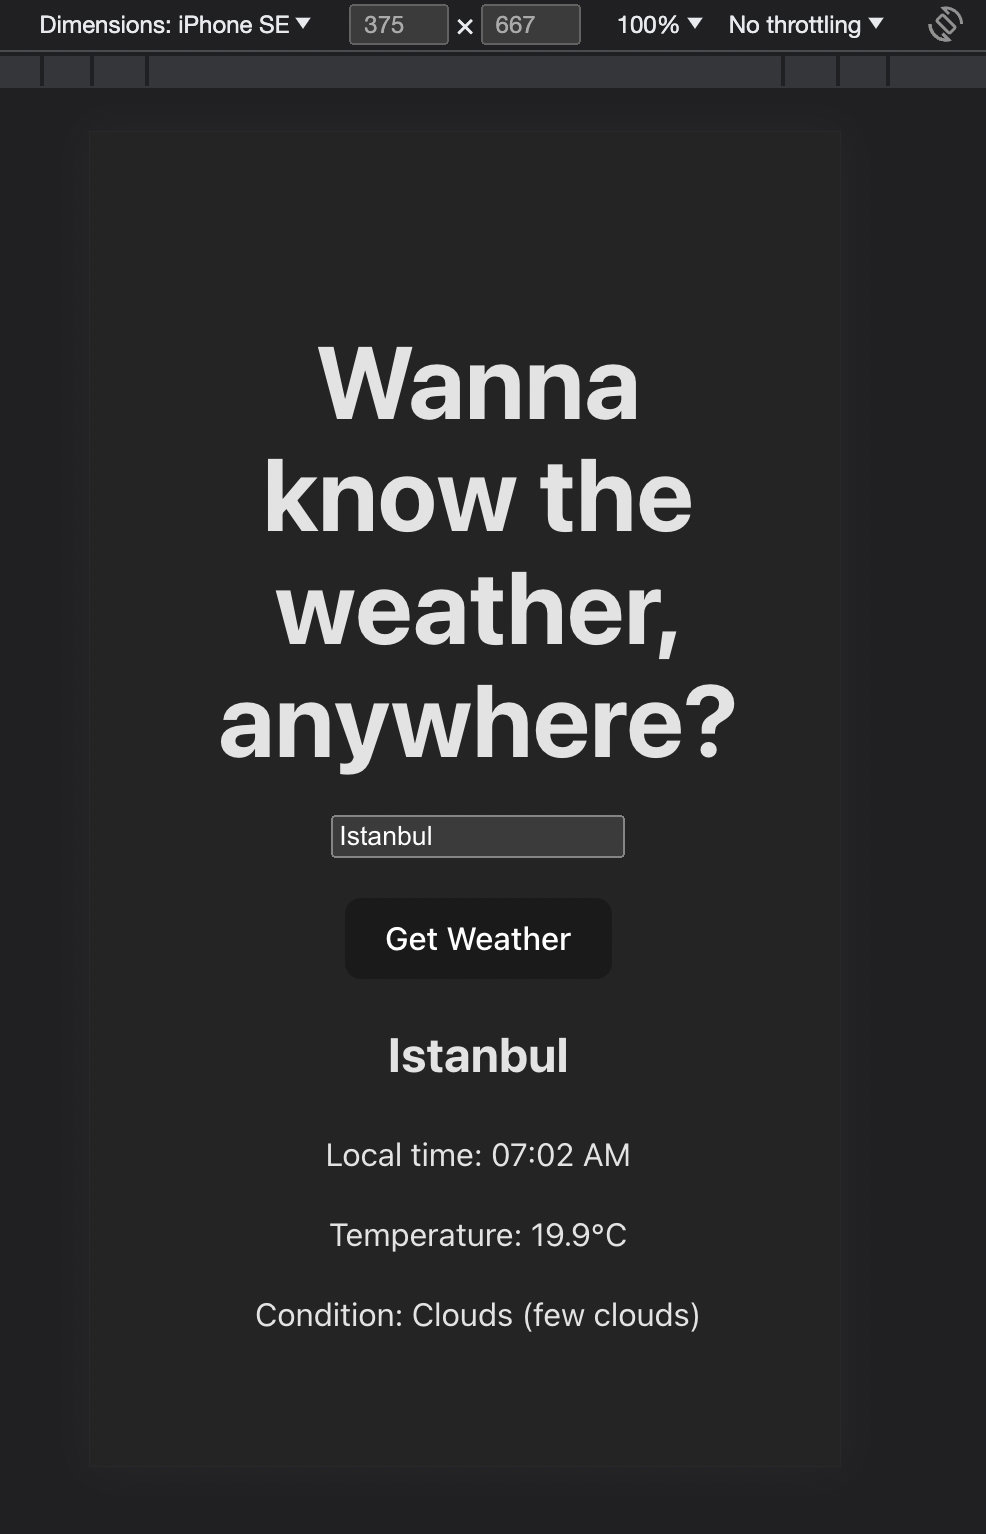 Dimensions: iPhone SE 375 × 667 100% No throttling
Wanna
know the
weather,
anywhere?
Istanbul
Get Weather
Istanbul
Local time: 07:02 AM
Temperature: 19.9°C
Condition: Clouds (few clouds)